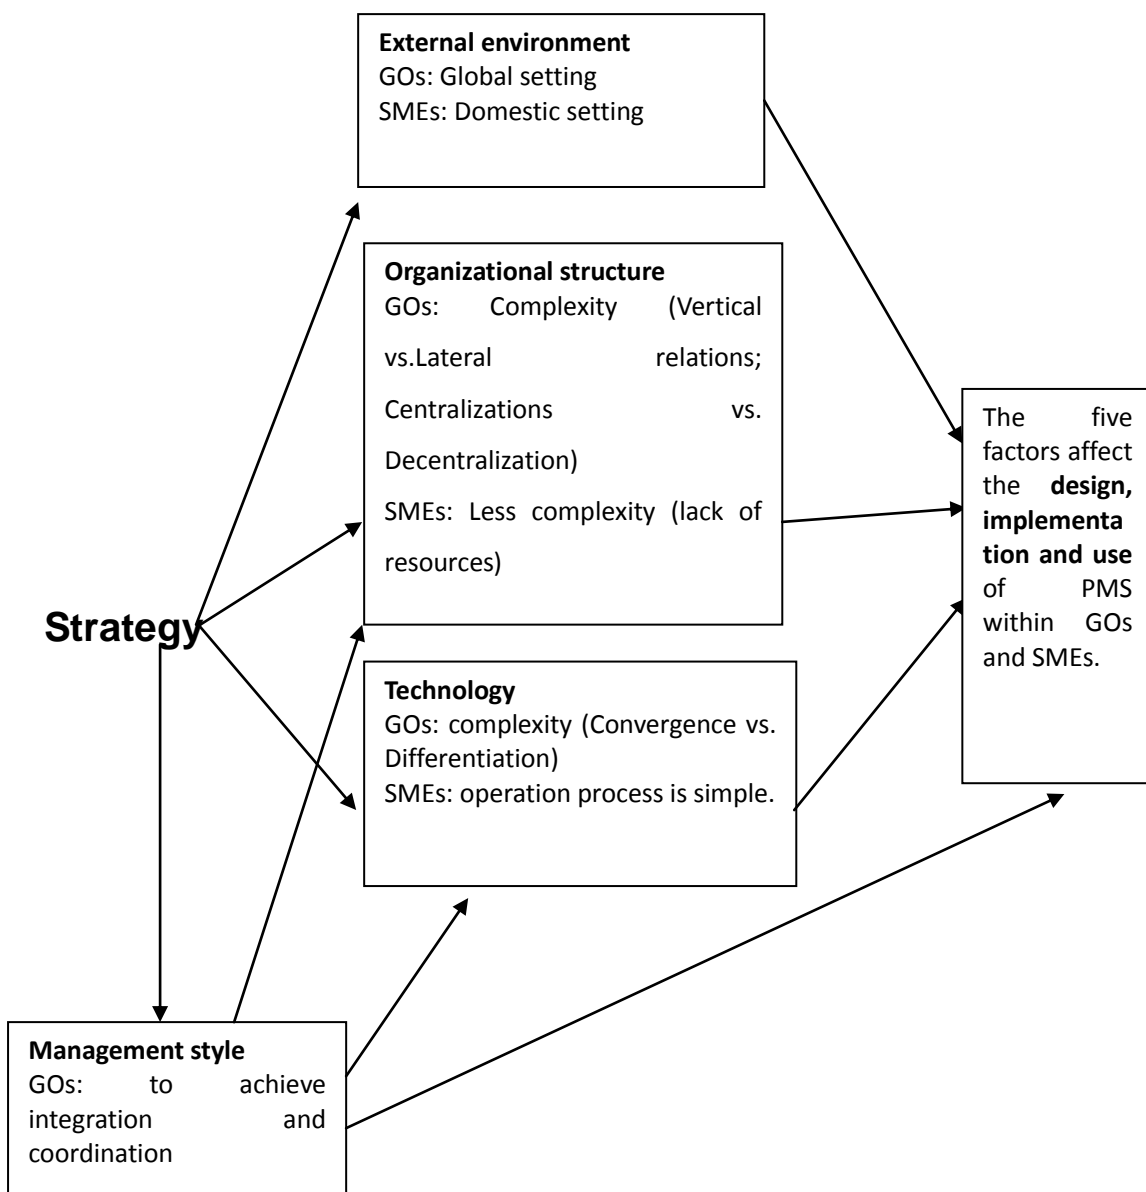 External environment
GOs: Global setting
SMEs: Domestic setting
Organizational structure
GOs: Complexity (Vertical
vs.Lateral relations;
Centralizations vs.
Decentralization)
SMEs: Less complexity (lack of
resources)
The five
factors affect
the design,
implementa
tion and use
of PMS
within GOs
and SMEs.
Strategy
Technology
GOs: complexity (Convergence vs.
Differentiation)
SMEs: operation process is simple.
Management style
GOs: to achieve
integration and
coordination